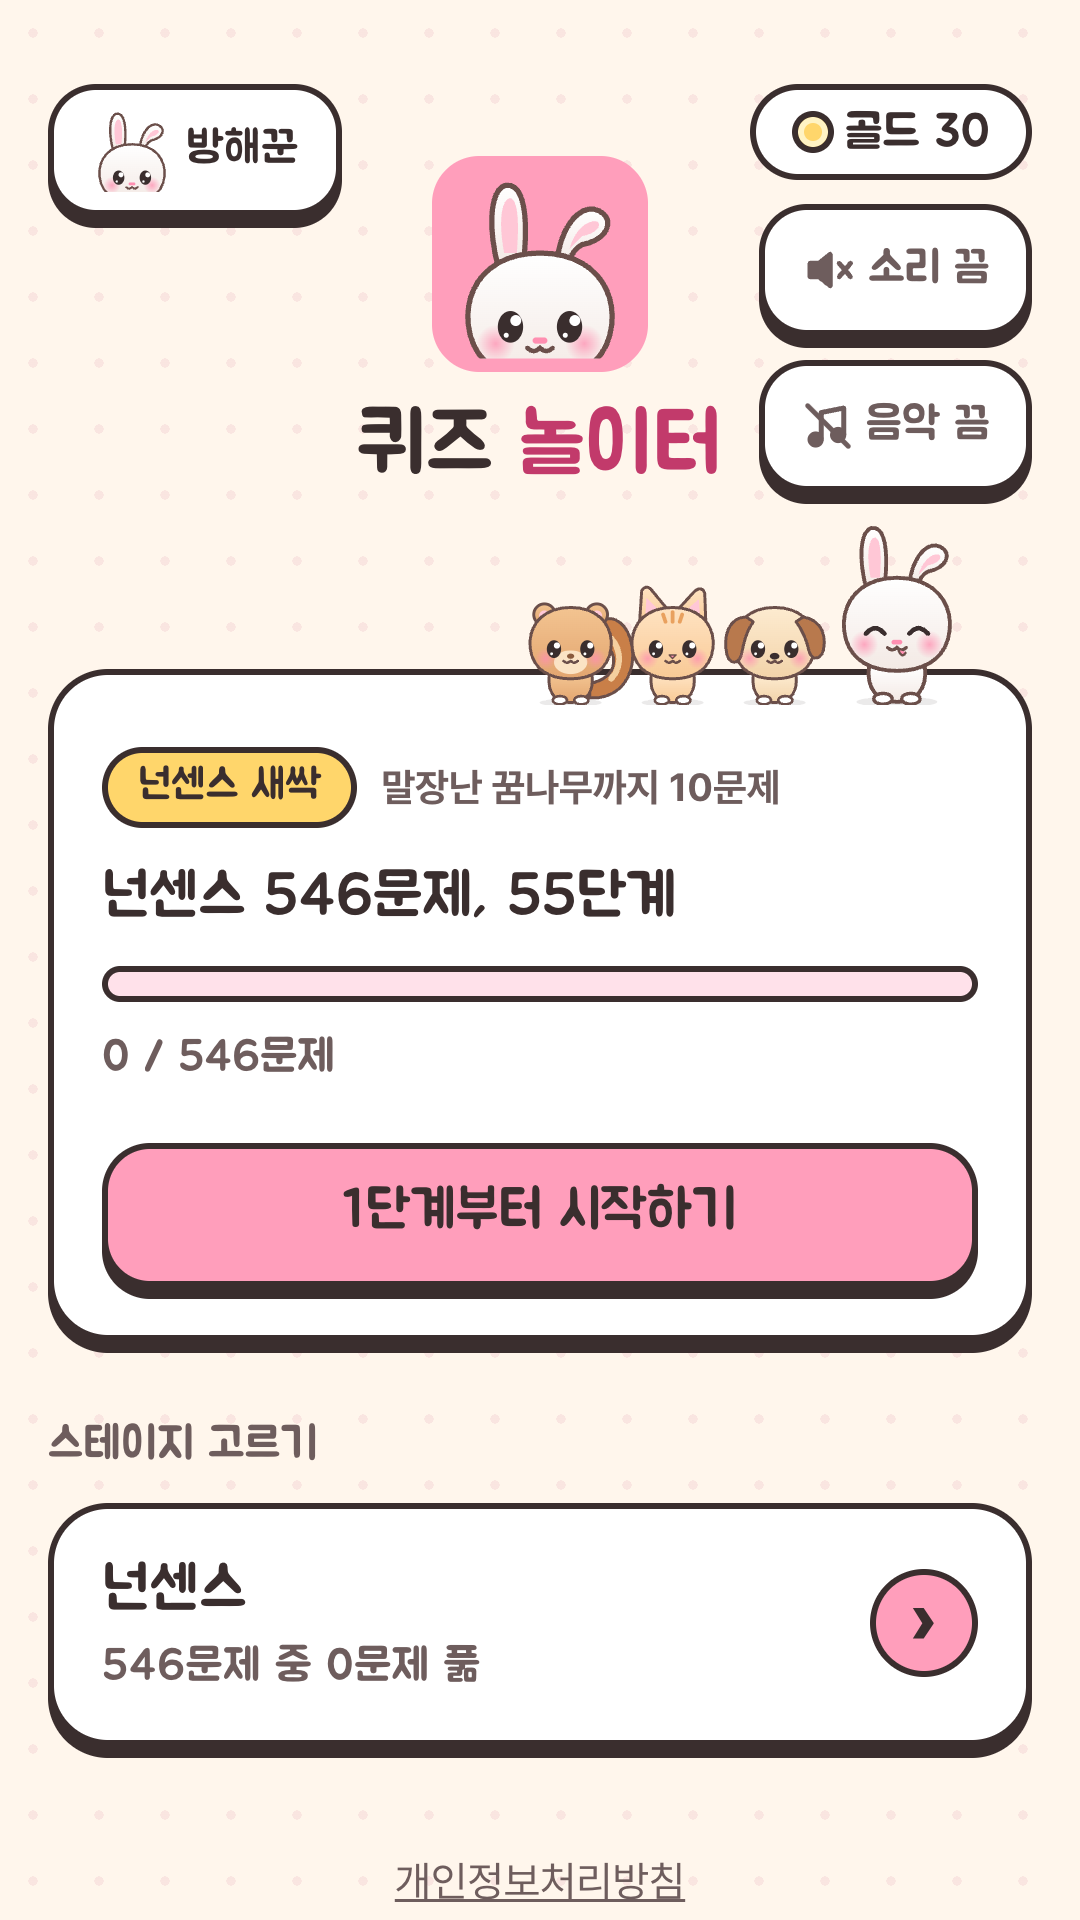 방해꾼
골드 30
소리 끔
음악 끔
퀴즈 놀이터
넌센스 새싹
말장난 꿈나무까지 10문제
넌센스 546문제, 55단계
0 / 546문제
1단계부터 시작하기
스테이지 고르기
넌센스
546문제 중 0문제 풂
개인정보처리방침